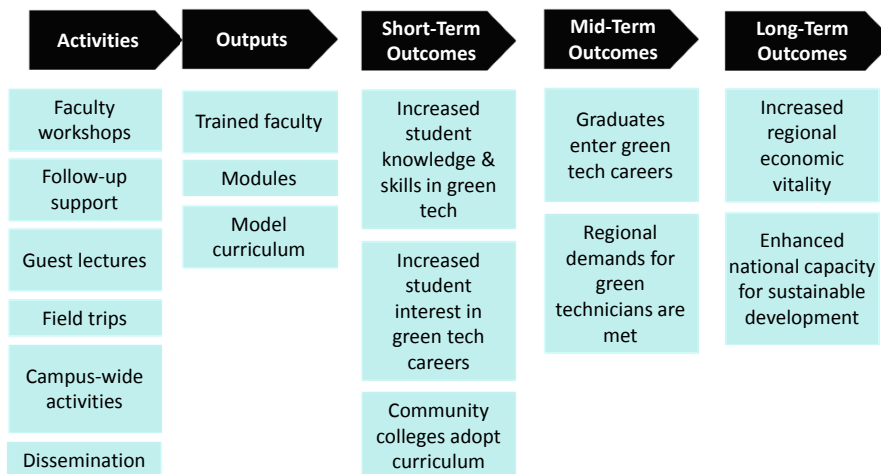 Activities
Outputs
Short-Term
Outcomes
Mid-Term
Outcomes
Long-Term
Outcomes
Faculty
workshops
Follow-up
support
Guest lectures
Field trips
Campus-wide
activities
Dissemination
Trained faculty
Modules
Model
curriculum
Increased
student
knowledge &
skills in green
tech
Increased
student
interest in
green tech
careers
Community
colleges adopt
curriculum
Graduates
enter green
tech careers
Regional
demands for
green
technicians are
met
Increased
regional
economic
vitality
Enhanced
national capacity
for sustainable
development